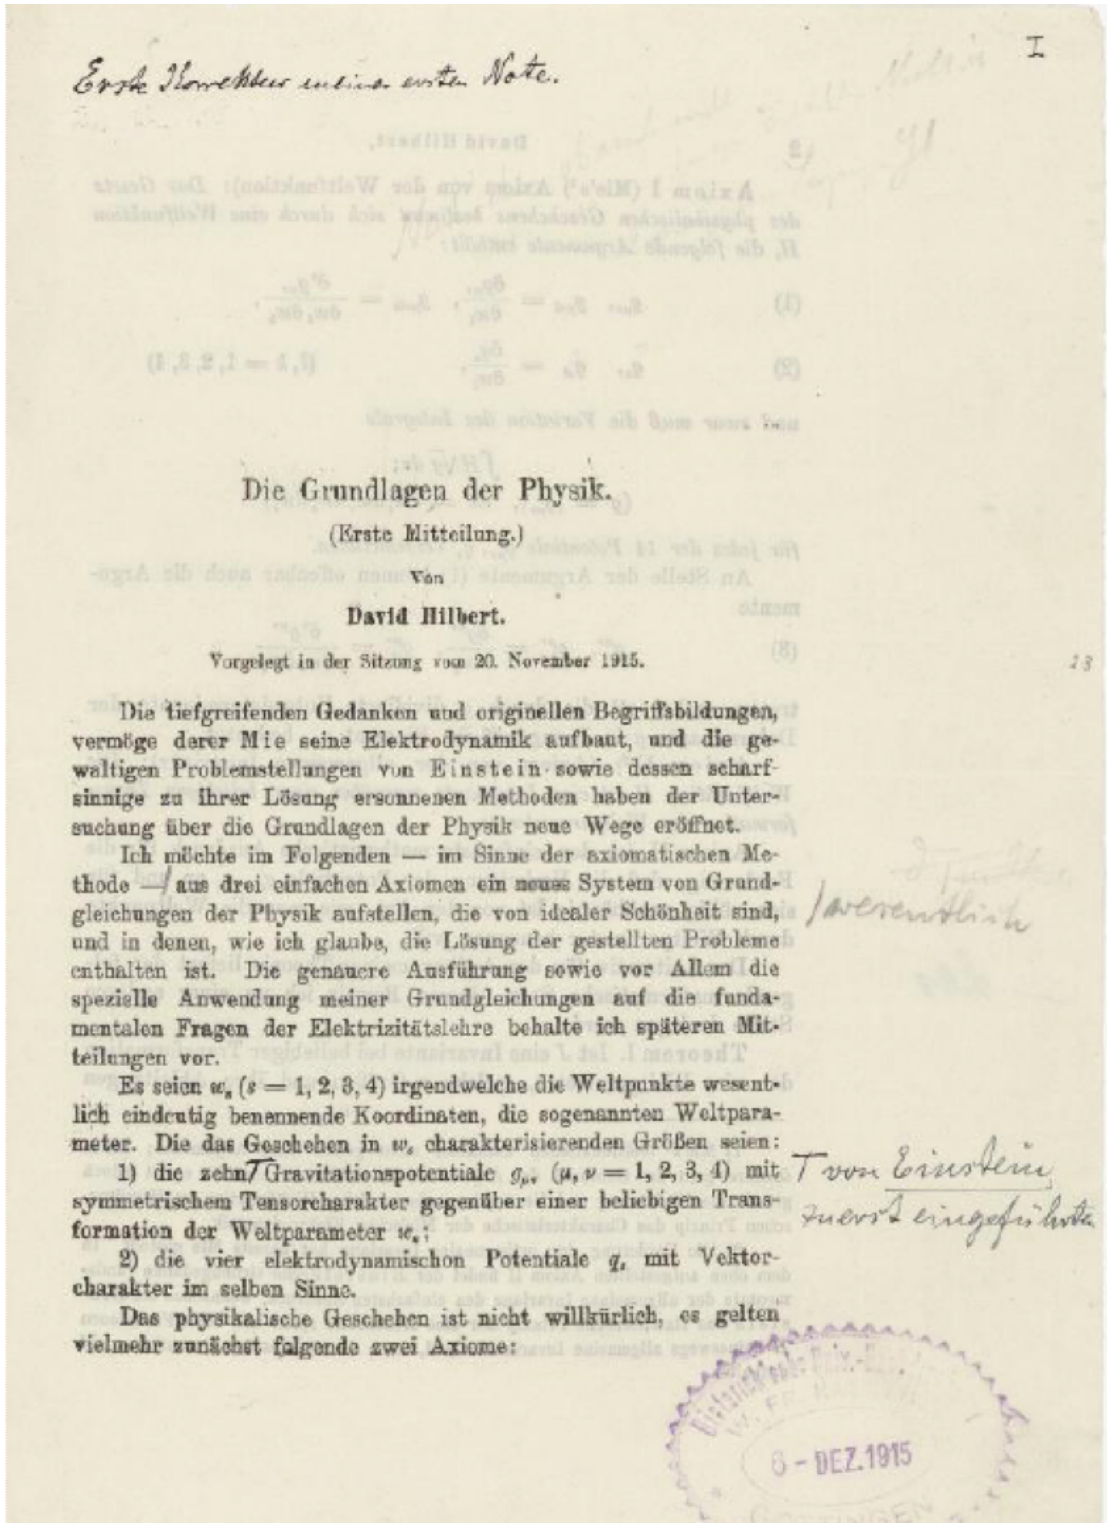 I
Erste Korrektur meiner ersten Note.
Die Grundlagen der Physik.
(Erste Mitteilung.)
Von
David Hilbert.
Vorgelegt in der Sitzung vom 20. November 1915.
Die tiefgreifenden Gedanken und originellen Begriffsbildungen,
vermöge derer Mie seine Elektrodynamik aufbaut, und die ge-
waltigen Problemstellungen von Einstein sowie dessen scharf-
sinnige zu ihrer Lösung ersonnenen Methoden haben der Unter-
suchung über die Grundlagen der Physik neue Wege eröffnet.
Ich möchte im Folgenden — im Sinne der axiomatischen Me-
thode —/ aus drei einfachen Axiomen ein neues System von Grund-
gleichungen der Physik aufstellen, die von idealer Schönheit sind,
/wesentlich
und in denen, wie ich glaube, die Lösung der gestellten Probleme
enthalten ist. Die genauere Ausführung sowie vor Allem die
spezielle Anwendung meiner Grundgleichungen auf die funda-
mentalen Fragen der Elektrizitätslehre behalte ich späteren Mit-
teilungen vor.
Es seien w_s (s = 1, 2, 3, 4) irgendwelche die Weltpunkte wesent-
lich eindeutig benennende Koordinaten, die sogenannten Weltpara-
meter. Die das Geschehen in w_s charakterisierenden Größen seien:
1) die zehn Gravitationspotentiale g_μν (μ, ν = 1, 2, 3, 4) mit
symmetrischem Tensorcharakter gegenüber einer beliebigen Trans-
formation der Weltparameter w_s;
von Einstein
zuerst eingeführten
2) die vier elektrodynamischen Potentiale q_s mit Vektor-
charakter im selben Sinne.
Das physikalische Geschehen ist nicht willkürlich, es gelten
vielmehr zunächst folgende zwei Axiome:
6 - DEZ.1915